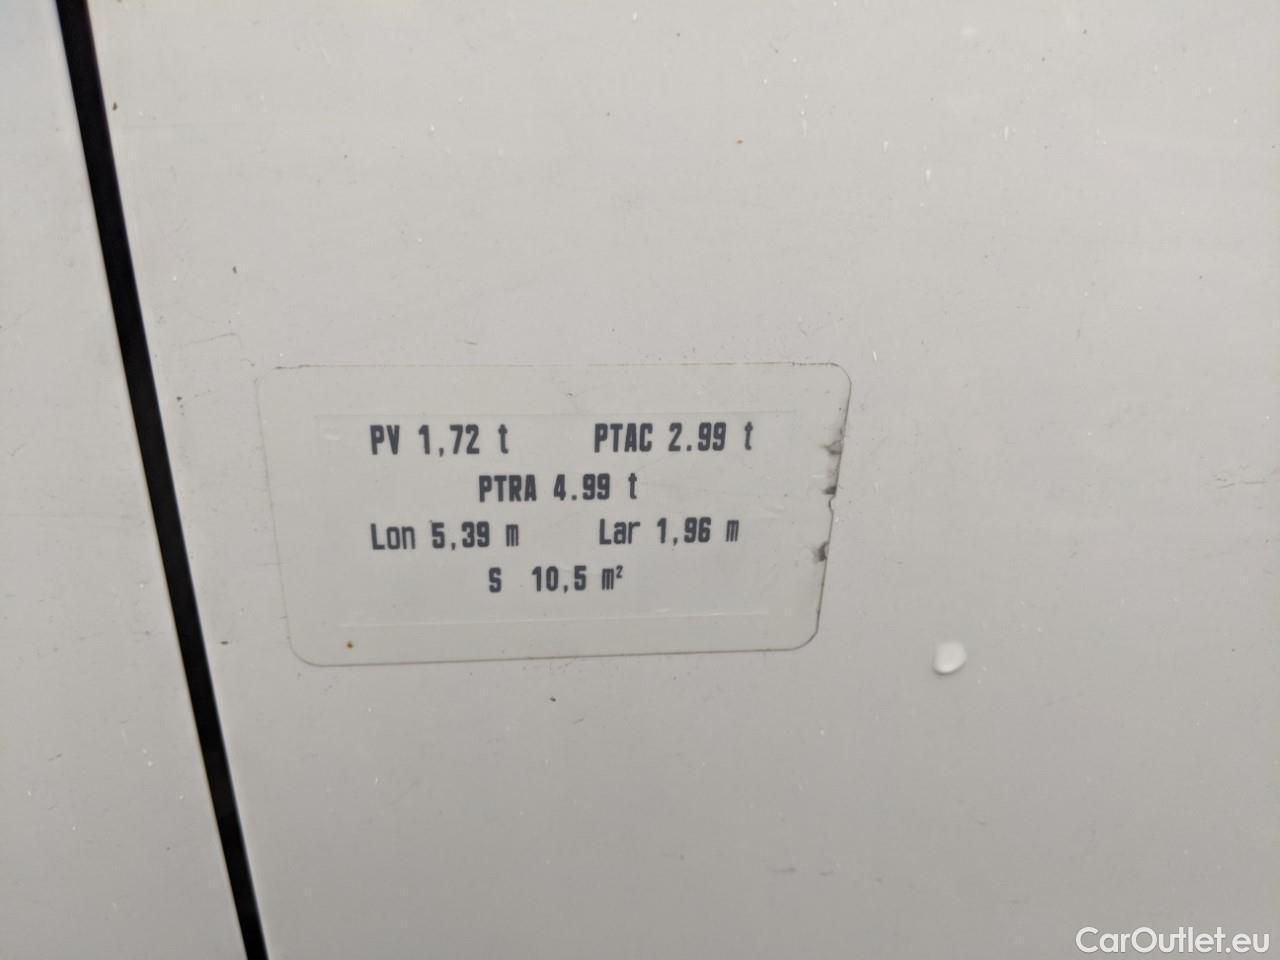 PV 1,72 t PTAC 2.99 t
PTRA 4.99 t
Lon 5,39 m Lar 1,96 m
S 10,5 m²
CarOutlet.eu